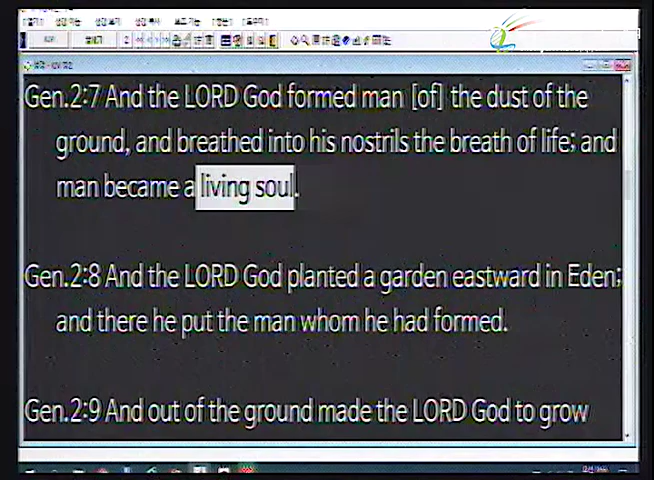 Gen.2:7 And the LORD God formed man [of] the dust of the
ground, and breathed into his nostrils the breath of life; and
man became a living soul.
Gen.2:8 And the LORD God planted a garden eastward in Eden;
and there he put the man whom he had formed.
Gen.2:9 And out of the ground made the LORD God to grow